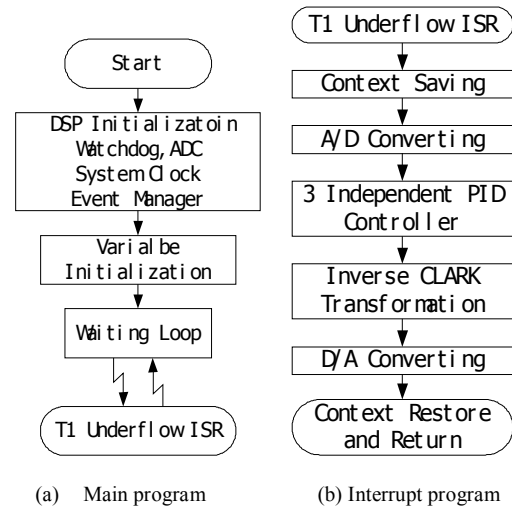 Start
DSP Initializatoin
Watchdog, ADC
System Clock
Event Manager
Varialbe
Initialization
Waiting Loop
T1 Underflow ISR
(a) Main program
T1 Underflow ISR
Context Saving
A/D Converting
3 Independent PID
Controller
Inverse CLARK
Transformation
D/A Converting
Context Restore
and Return
(b) Interrupt program